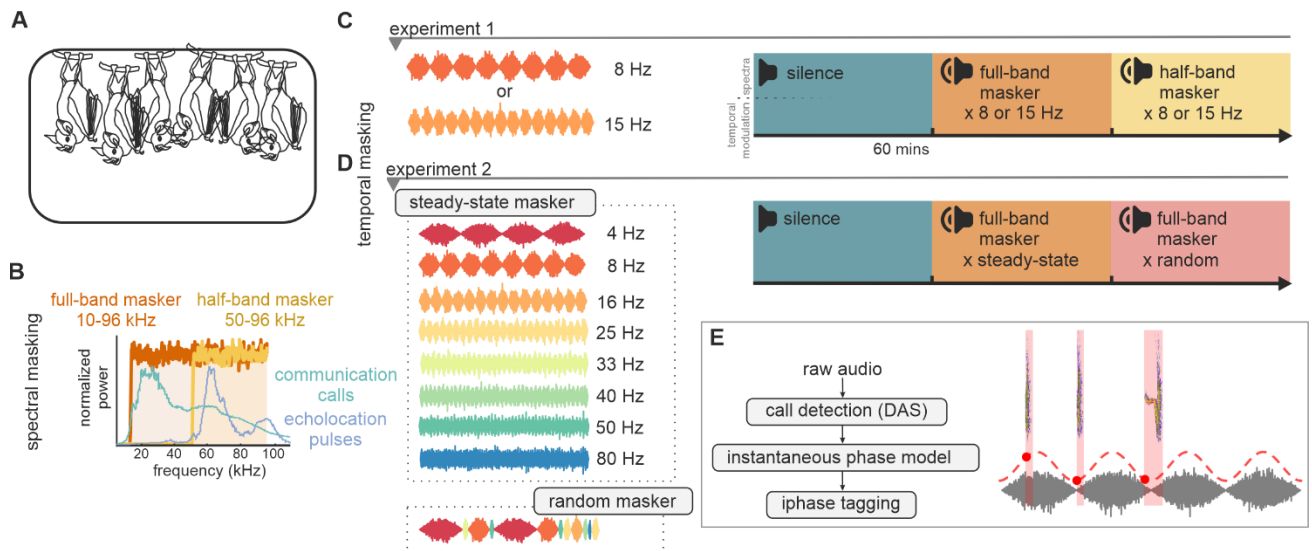 A
B
spectral masking
full-band masker
10-96 kHz
half-band masker
50-96 kHz
normalized
power
communication
calls
echolocation
pulses
20 40 60 80 100
frequency (kHz)
temporal masking
C
experiment 1
8 Hz
or
15 Hz
temporal
modulation
spectra
silence
full-band
masker
x 8 or 15 Hz
half-band
masker
x 8 or 15 Hz
60 mins
D
experiment 2
steady-state masker
4 Hz
8 Hz
16 Hz
25 Hz
33 Hz
40 Hz
50 Hz
80 Hz
random masker
silence
full-band
masker
x steady-state
full-band
masker
x random
E
raw audio
call detection (DAS)
instantaneous phase model
iphase tagging